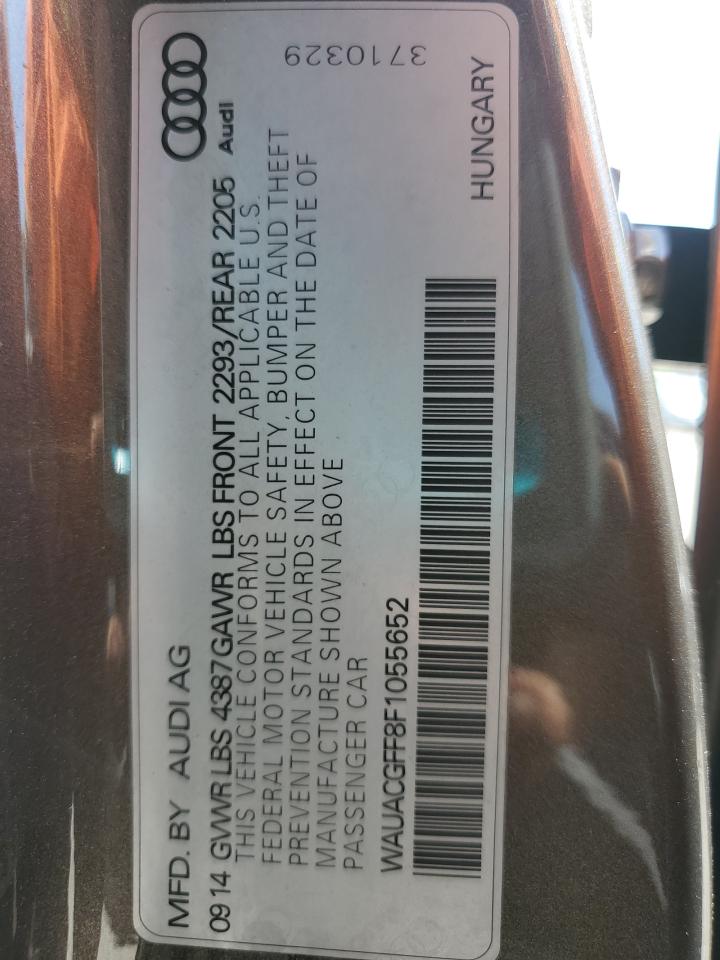 MFD. BY AUDI AG
Audi
09 14 GVWR LBS 4387 GAWR LBS FRONT 2293/REAR 2205
THIS VEHICLE CONFORMS TO ALL APPLICABLE U.S.
FEDERAL MOTOR VEHICLE SAFETY, BUMPER AND THEFT
PREVENTION STANDARDS IN EFFECT ON THE DATE OF
MANUFACTURE SHOWN ABOVE
PASSENGER CAR
3710329
WAUACGFF8F1055652
HUNGARY